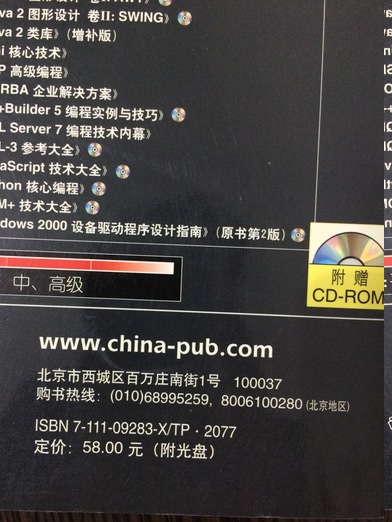 va 2 图形设计 卷II: SWING》
va 2 类库》(增补版)
i 核心技术》
P 高级编程》
RBA 企业解决方案》
+Builder 5 编程实例与技巧》
L Server 7 编程技术内幕》
L-3 参考大全》
aScript 技术大全》
hon 核心编程》
M+ 技术大全》
dows 2000 设备驱动程序设计指南》(原书第2版)
附赠
CD-ROM
中、高级
www.china-pub.com
北京市西城区百万庄南街1号 100037
购书热线: (010)68995259, 8006100280 (北京地区)
ISBN 7-111-09283-X/TP · 2077
定价: 58.00 元 (附光盘)